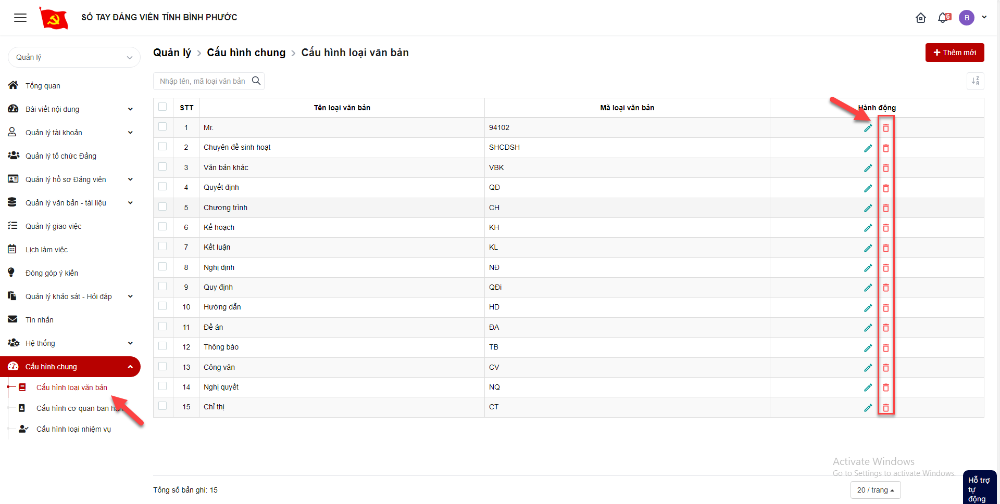 SỔ TAY ĐẢNG VIÊN TỈNH BÌNH PHƯỚC
6
B
Quản lý
Tổng quan
Bài viết nội dung
Quản lý tài khoản
Quản lý tổ chức Đảng
Quản lý hồ sơ Đảng viên
Quản lý văn bản - tài liệu
Quản lý giao việc
Lịch làm việc
Đóng góp ý kiến
Quản lý khảo sát - Hỏi đáp
Tin nhắn
Hệ thống
Cấu hình chung
Cấu hình loại văn bản
Cấu hình cơ quan ban hàn
Cấu hình loại nhiệm vụ
Quản lý > Cấu hình chung > Cấu hình loại văn bản
Thêm mới
Nhập tên, mã loại văn bản
STT Tên loại văn bản Mã loại văn bản Hành động
1 Mr. 94102
2 Chuyên đề sinh hoạt SHCDSH
3 Văn bản khác VBK
4 Quyết định QĐ
5 Chương trình CH
6 Kế hoạch KH
7 Kết luận KL
8 Nghị định NĐ
9 Quy định QĐi
10 Hướng dẫn HD
11 Đề án ĐA
12 Thông báo TB
13 Công văn CV
14 Nghị quyết NQ
15 Chỉ thị CT
Activate Windows
Go to Settings to activate Windows.
Tổng số bản ghi: 15
20 / trang
Hỗ trợ
tự
động